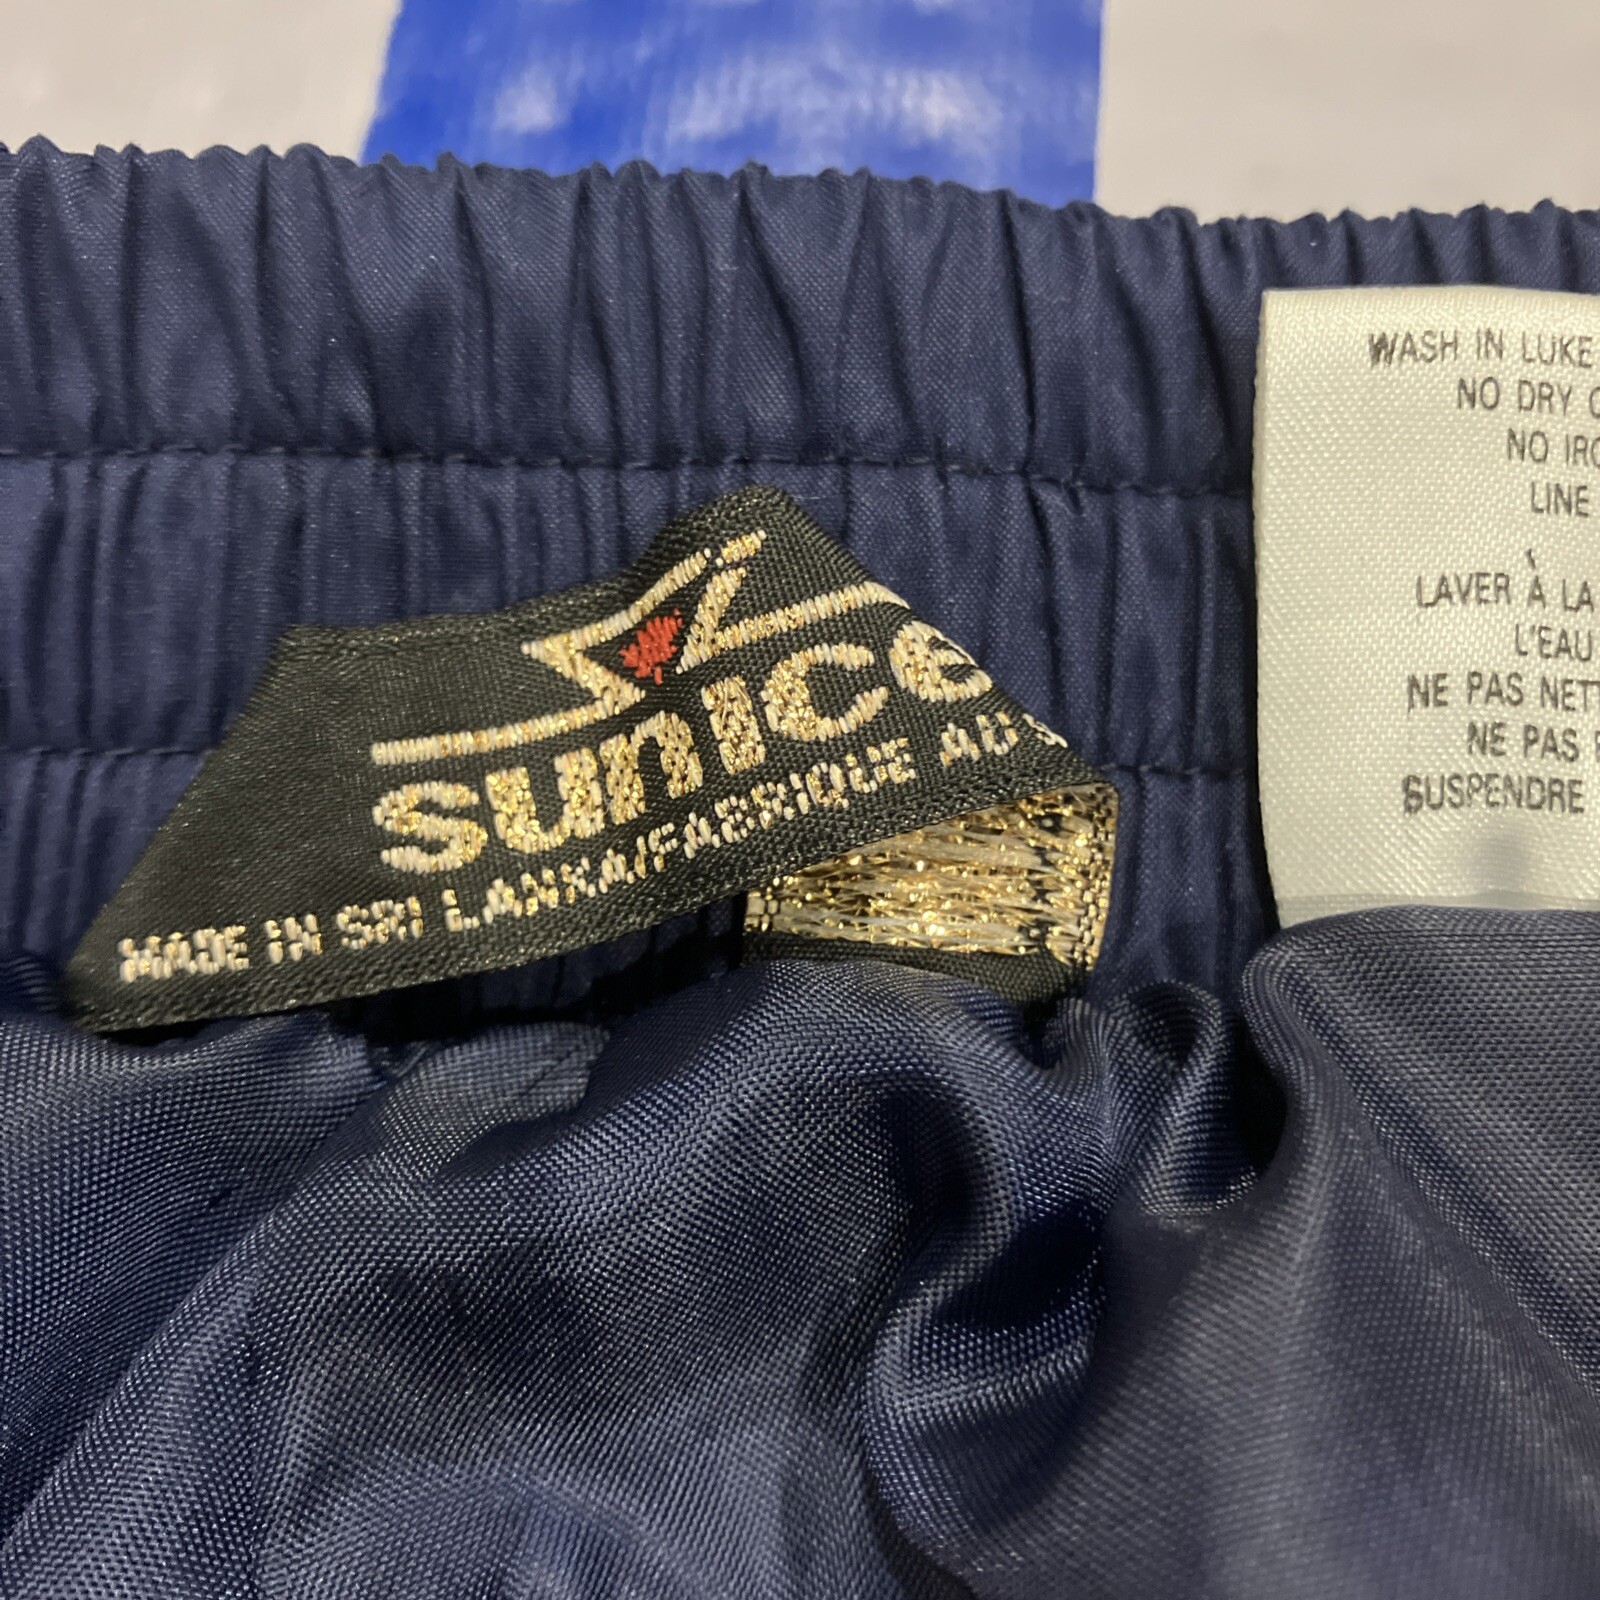 sunice
MADE IN SRI LANKA/FABRIQUE AU S
WASH IN LUKE
NO DRY C
NO IRO
LINE
LAVER À LA
L'EAU
NE PAS NETT
NE PAS
SUSPENDRE